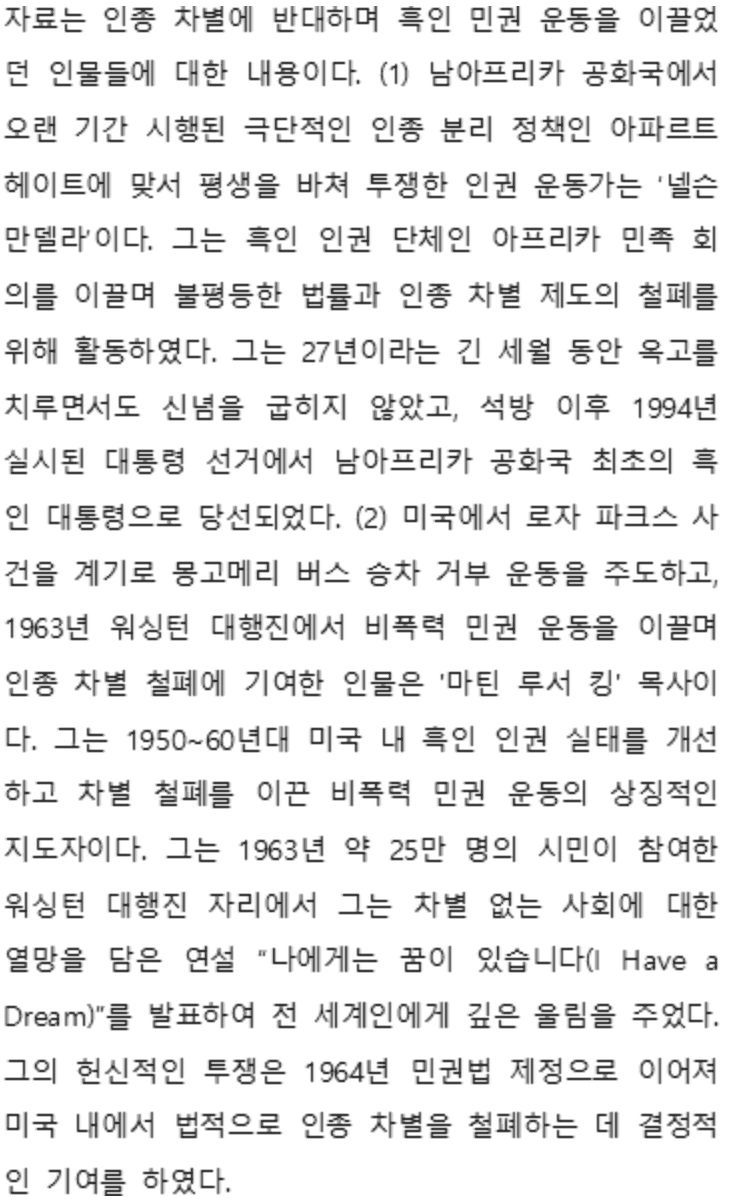 자료는 인종 차별에 반대하며 흑인 민권 운동을 이끌었
던 인물들에 대한 내용이다. (1) 남아프리카 공화국에서
오랜 기간 시행된 극단적인 인종 분리 정책인 아파르트
헤이트에 맞서 평생을 바쳐 투쟁한 인권 운동가는 ‘넬슨
만델라’이다. 그는 흑인 인권 단체인 아프리카 민족 회
의를 이끌며 불평등한 법률과 인종 차별 제도의 철폐를
위해 활동하였다. 그는 27년이라는 긴 세월 동안 옥고를
치루면서도 신념을 굽히지 않았고, 석방 이후 1994년
실시된 대통령 선거에서 남아프리카 공화국 최초의 흑
인 대통령으로 당선되었다. (2) 미국에서 로자 파크스 사
건을 계기로 몽고메리 버스 승차 거부 운동을 주도하고,
1963년 워싱턴 대행진에서 비폭력 민권 운동을 이끌며
인종 차별 철폐에 기여한 인물은 '마틴 루서 킹' 목사이
다. 그는 1950~60년대 미국 내 흑인 인권 실태를 개선
하고 차별 철폐를 이끈 비폭력 민권 운동의 상징적인
지도자이다. 그는 1963년 약 25만 명의 시민이 참여한
워싱턴 대행진 자리에서 그는 차별 없는 사회에 대한
열망을 담은 연설 “나에게는 꿈이 있습니다(I Have a
Dream)”를 발표하여 전 세계인에게 깊은 울림을 주었다.
그의 헌신적인 투쟁은 1964년 민권법 제정으로 이어져
미국 내에서 법적으로 인종 차별을 철폐하는 데 결정적
인 기여를 하였다.